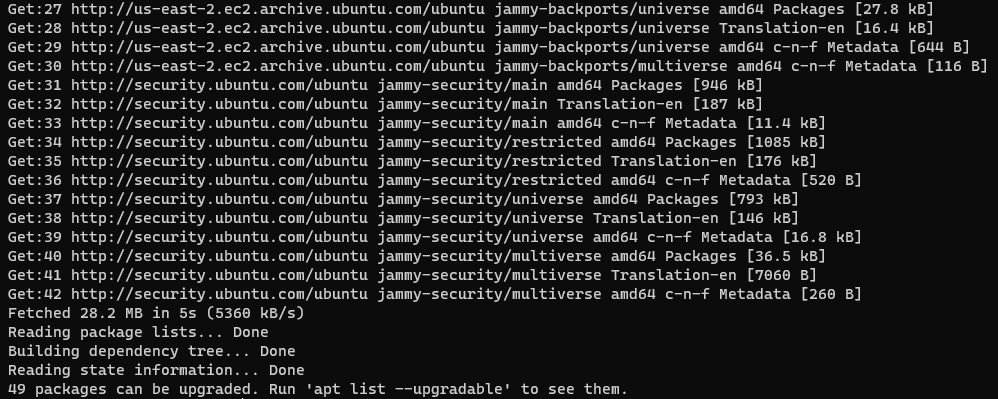 Get:27 http://us-east-2.ec2.archive.ubuntu.com/ubuntu jammy-backports/universe amd64 Packages [27.8 kB]
Get:28 http://us-east-2.ec2.archive.ubuntu.com/ubuntu jammy-backports/universe Translation-en [16.4 kB]
Get:29 http://us-east-2.ec2.archive.ubuntu.com/ubuntu jammy-backports/universe amd64 c-n-f Metadata [644 B]
Get:30 http://us-east-2.ec2.archive.ubuntu.com/ubuntu jammy-backports/multiverse amd64 c-n-f Metadata [116 B]
Get:31 http://security.ubuntu.com/ubuntu jammy-security/main amd64 Packages [946 kB]
Get:32 http://security.ubuntu.com/ubuntu jammy-security/main Translation-en [187 kB]
Get:33 http://security.ubuntu.com/ubuntu jammy-security/main amd64 c-n-f Metadata [11.4 kB]
Get:34 http://security.ubuntu.com/ubuntu jammy-security/restricted amd64 Packages [1085 kB]
Get:35 http://security.ubuntu.com/ubuntu jammy-security/restricted Translation-en [176 kB]
Get:36 http://security.ubuntu.com/ubuntu jammy-security/restricted amd64 c-n-f Metadata [520 B]
Get:37 http://security.ubuntu.com/ubuntu jammy-security/universe amd64 Packages [793 kB]
Get:38 http://security.ubuntu.com/ubuntu jammy-security/universe Translation-en [146 kB]
Get:39 http://security.ubuntu.com/ubuntu jammy-security/universe amd64 c-n-f Metadata [16.8 kB]
Get:40 http://security.ubuntu.com/ubuntu jammy-security/multiverse amd64 Packages [36.5 kB]
Get:41 http://security.ubuntu.com/ubuntu jammy-security/multiverse Translation-en [7060 B]
Get:42 http://security.ubuntu.com/ubuntu jammy-security/multiverse amd64 c-n-f Metadata [260 B]
Fetched 28.2 MB in 5s (5360 kB/s)
Reading package lists... Done
Building dependency tree... Done
Reading state information... Done
49 packages can be upgraded. Run 'apt list --upgradable' to see them.